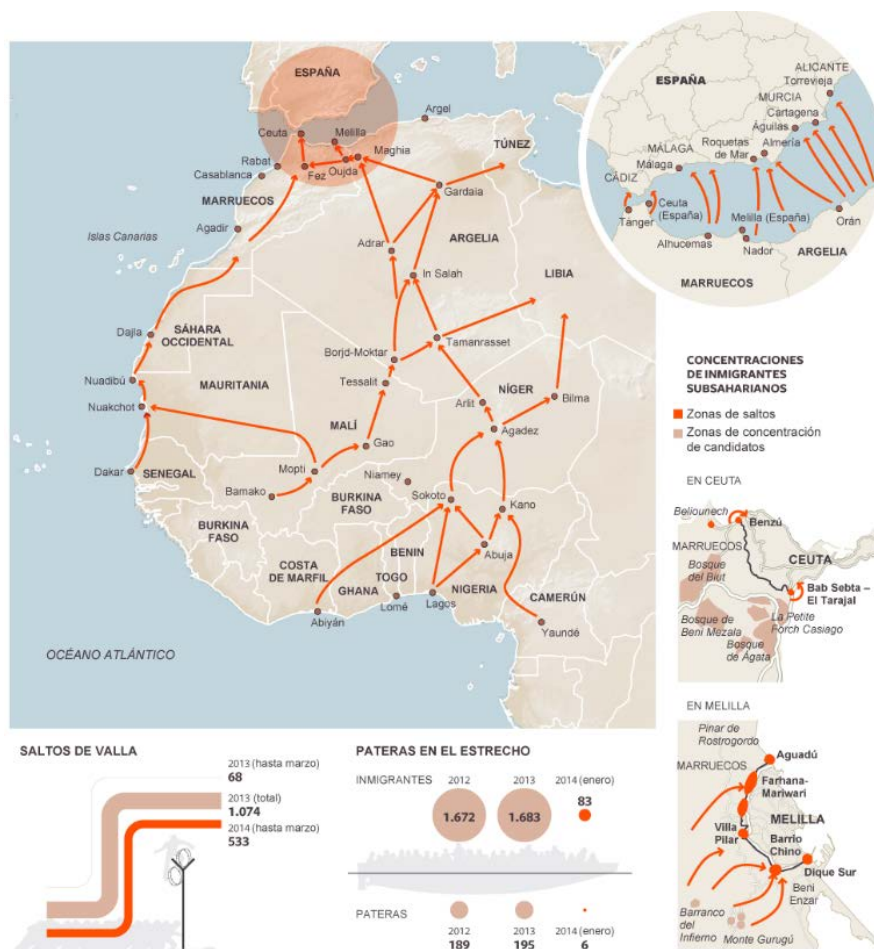 ESPAÑA
Ceuta
Melilla
Argel
Maghia
TÚNEZ
Rabat
Casablanca
Fez
Oujda
Gardaia
MARRUECOS
Agadir
Islas Canarias
Adrar
ARGELIA
In Salah
LIBIA
Dajla
SÁHARA
OCCIDENTAL
Borjd-Moktar
Tamanrasset
Nuadibú
MAURITANIA
Tessalit
NÍGER
Nuakchot
Arlit
Bilma
MALÍ
Gao
Agadez
Dakar
SENEGAL
Mopti
Niamey
Bamako
BURKINA
FASO
Sokoto
Kano
BURKINA
FASO
COSTA
DE MARFIL
BENIN
TOGO
GHANA
Abuja
NIGERIA
CAMERÚN
Abiyán
Lomé
Lagos
Yaundé
OCÉANO ATLÁNTICO
ESPAÑA
ALICANTE
Torrevieja
MURCIA
Cartagena
Águilas
Roquetas
de Mar
Almería
MÁLAGA
Málaga
CÁDIZ
Ceuta
(España)
Tánger
Melilla (España)
Orán
Alhucemas
Nador
ARGELIA
MARRUECOS
CONCENTRACIONES
DE INMIGRANTES
SUBSAHARIANOS
Zonas de saltos
Zonas de concentración
de candidatos
EN CEUTA
Beliounech
Benzú
MARRUECOS
CEUTA
Bosque
del Biut
Bab Sebta –
El Tarajal
Bosque de
Beni Mezala
La Petite
Forch Casiago
Bosque
de Ágata
EN MELILLA
Pinar de
Rostrogordo
Aguadú
MARRUECOS
Farhana-
Mariwari
MELILLA
Villa
Pilar
Barrio
Chino
Dique Sur
Beni
Enzar
Barranco
del
Infierno
Monte Gurugú
SALTOS DE VALLA
2013 (hasta marzo)
68
2013 (total)
1.074
2014 (hasta marzo)
533
PATERAS EN EL ESTRECHO
INMIGRANTES
2012
2013
2014 (enero)
1.672
1.683
83
PATERAS
2012
2013
2014 (enero)
189
195
6